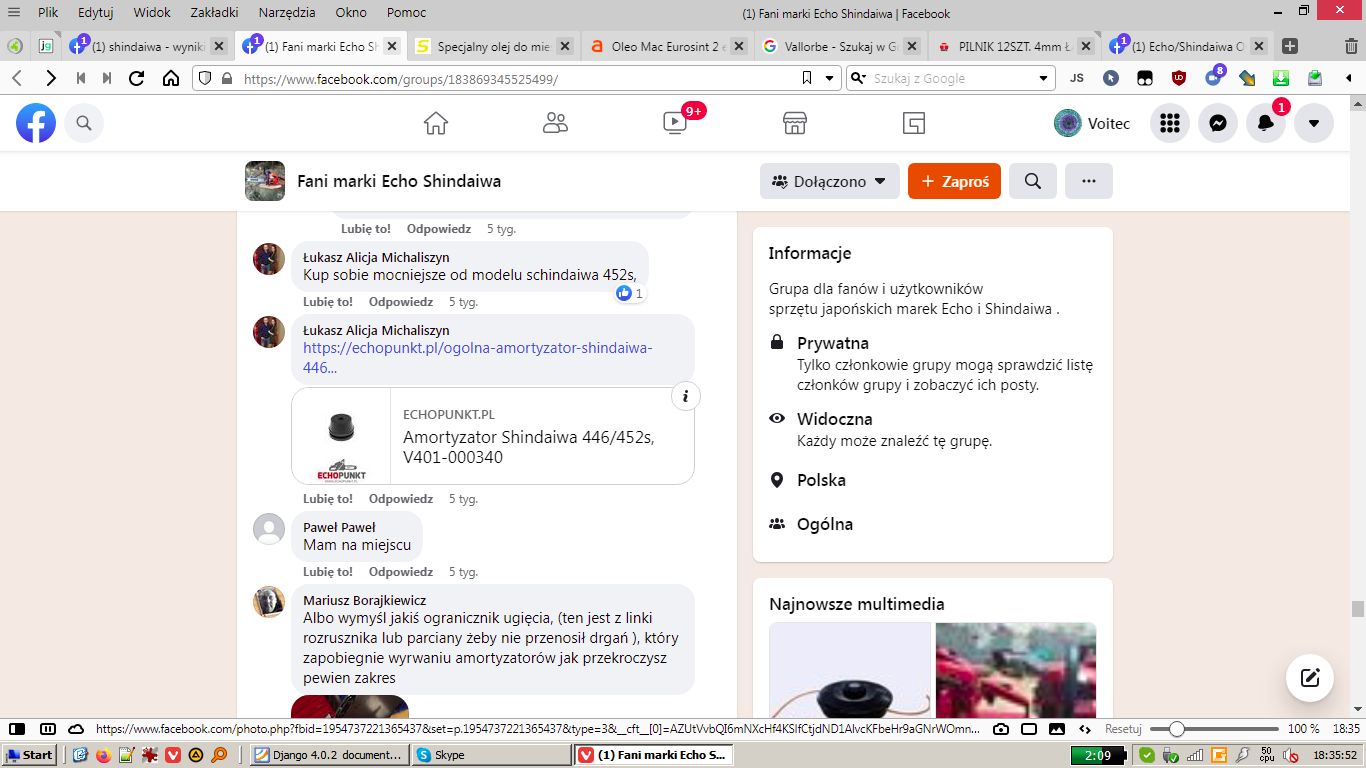 Plik Edytuj Widok Zakładki Narzędzia Okno Pomoc
(1) Fani marki Echo Shindaiwa | Facebook
jg
(1) shindaiwa - wyniki
(1) Fani marki Echo Sh
Specjalny olej do mie
Oleo Mac Eurosint 2 e
Vallorbe - Szukaj w Go
PILNIK 12SZT. 4mm Ł
(1) Echo/Shindaiwa O
https://www.facebook.com/groups/183869345525499/
Szukaj z Google
JS
8
9+
Voitec
1
Fani marki Echo Shindaiwa
Dołączono
+ Zaproś
Lubię to! Odpowiedz 5 tyg.
Łukasz Alicja Michaliszyn
Kup sobie mocniejsze od modelu schindaiwa 452s,
1
Lubię to! Odpowiedz 5 tyg.
Łukasz Alicja Michaliszyn
https://echopunkt.pl/ogolna-amortyzator-shindaiwa-
446...
ECHOPUNKT.PL
Amortyzator Shindaiwa 446/452s,
V401-000340
ECHOPUNKT
WWW.ECHOPUNKT.PL
Lubię to! Odpowiedz 5 tyg.
Paweł Paweł
Mam na miejscu
Lubię to! Odpowiedz 5 tyg.
Mariusz Borajkiewicz
Albo wymyśl jakiś ogranicznik ugięcia, (ten jest z linki
rozrusznika lub parciany żeby nie przenosił drgań ), który
zapobiegnie wyrwaniu amortyzatorów jak przekroczysz
pewien zakres
Informacje
Grupa dla fanów i użytkowników
sprzętu japońskich marek Echo i Shindaiwa .
Prywatna
Tylko członkowie grupy mogą sprawdzić listę
członków grupy i zobaczyć ich posty.
Widoczna
Każdy może znaleźć tę grupę.
Polska
Ogólna
Najnowsze multimedia
https://www.facebook.com/photo.php?fbid=1954737221365437&set=p.1954737221365437&type=3&__cft__[0]=AZUtVvbQI6mNXcHf4KSIfCtjdND1AlvcKFbeHr9aGNrWOmn...
Resetuj
100 %
18:35
Start
Django 4.0.2 document...
Skype
(1) Fani marki Echo S...
2:09
50
cpu
18:35:52